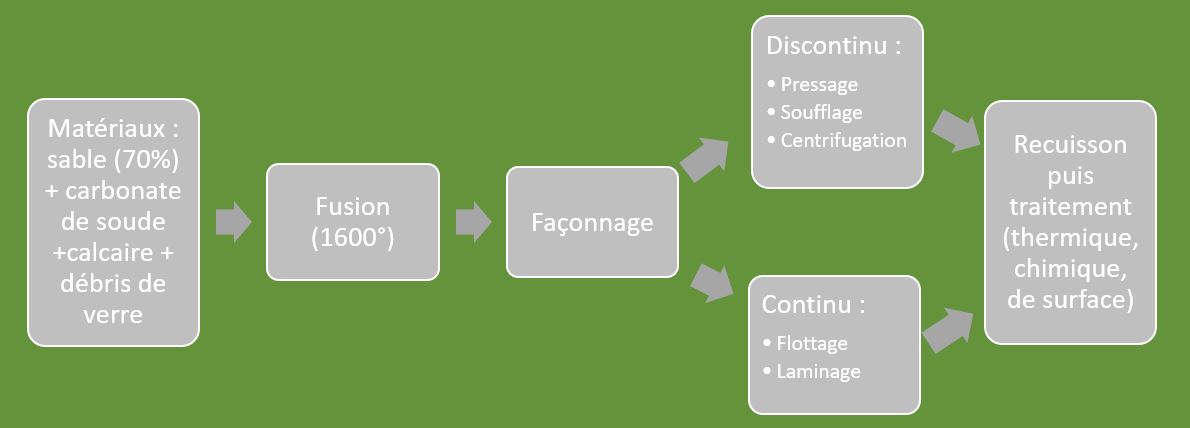 Matériaux :
sable (70%)
+ carbonate
de soude
+calcaire +
débris de
verre
Fusion
(1600°)
Façonnage
Discontinu :
• Pressage
• Soufflage
• Centrifugation
Continu :
• Flottage
• Laminage
Recuisson
puis
traitement
(thermique,
chimique,
de surface)